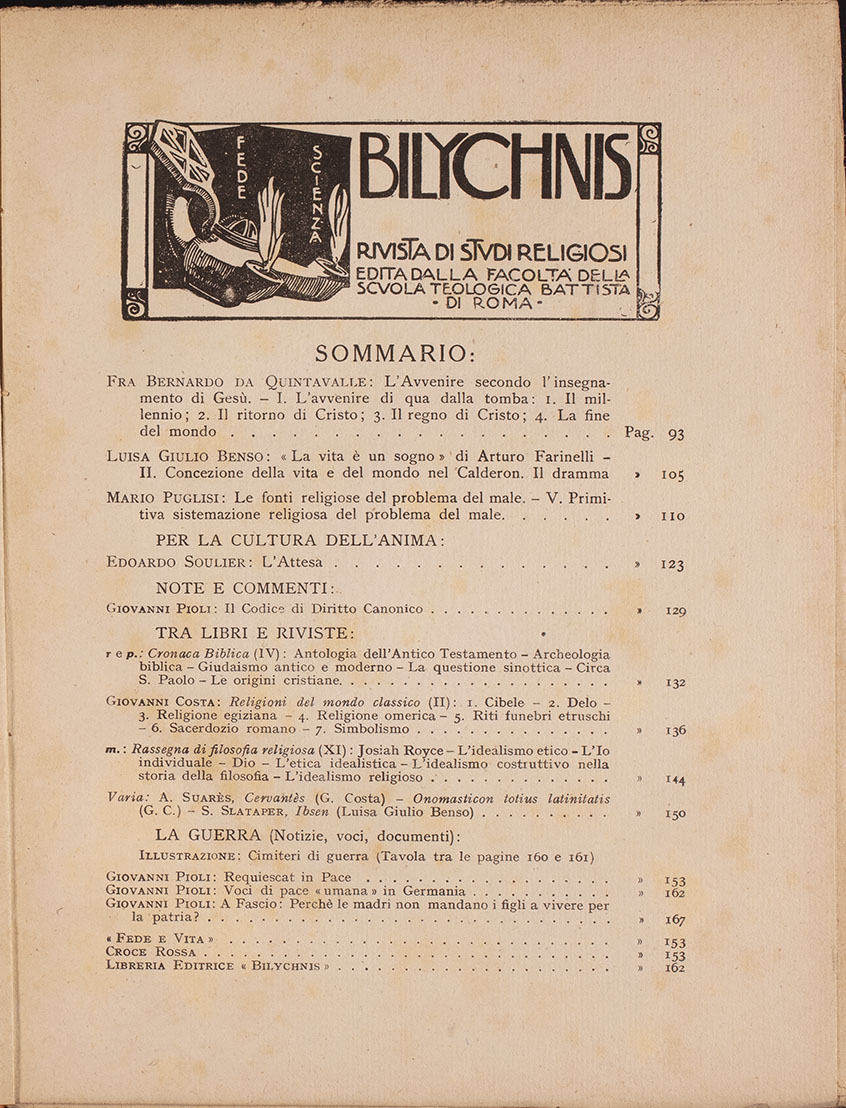 FEDE
SCIENZA
BILYCHNIS
RIVISTA DI STVDI RELIGIOSI
EDITA DALLA FACOLTA DELLA
SCVOLA TEOLOGICA BATTISTA
· DI ROMA ·
SOMMARIO:
FRA BERNARDO DA QUINTAVALLE: L'Avvenire secondo l'insegna-
mento di Gesù. – I. L'avvenire di qua dalla tomba: 1. Il mil-
lennio; 2. Il ritorno di Cristo; 3. Il regno di Cristo; 4. La fine
del mondo . . . . . . . . . . . . . . . . Pag. 93
LUISA GIULIO BENSO: « La vita è un sogno » di Arturo Farinelli –
II. Concezione della vita e del mondo nel Calderon. Il dramma » 105
MARIO PUGLISI: Le fonti religiose del problema del male. – V. Primi-
tiva sistemazione religiosa del problema del male. . . . . . » 110
PER LA CULTURA DELL'ANIMA:
EDOARDO SOULIER: L'Attesa . . . . . . . . . . . . . » 123
NOTE E COMMENTI:
GIOVANNI PIOLI: Il Codice di Diritto Canonico . . . . . . . . . . . . . . » 129
TRA LIBRI E RIVISTE:
r e p.: Cronaca Biblica (IV): Antologia dell'Antico Testamento – Archeologia
biblica – Giudaismo antico e moderno – La questione sinottica – Circa
S. Paolo – Le origini cristiane. . . . . . . . . . . . . . . . . . . . » 132
GIOVANNI COSTA: Religioni del mondo classico (II): 1. Cibele – 2. Delo –
3. Religione egiziana – 4. Religione omerica – 5. Riti funebri etruschi
– 6. Sacerdozio romano – 7. Simbolismo . . . . . . . . . . . . . . . » 136
m.: Rassegna di filosofia religiosa (XI): Josiah Royce – L'idealismo etico – L'Io
individuale – Dio – L'etica idealistica – L'idealismo costruttivo nella
storia della filosofia – L'idealismo religioso . . . . . . . . . . . . . . » 144
Varia: A. SUARÈS, Cervantès (G. Costa) – Onomasticon totius latinitatis
(G. C.) – S. SLATAPER, Ibsen (Luisa Giulio Benso) . . . . . . . . . . » 150
LA GUERRA (Notizie, voci, documenti):
ILLUSTRAZIONE: Cimiteri di guerra (Tavola tra le pagine 160 e 161)
GIOVANNI PIOLI: Requiescat in Pace . . . . . . . . . . . . . . . . . . . » 153
GIOVANNI PIOLI: Voci di pace « umana » in Germania . . . . . . . . . . . » 162
GIOVANNI PIOLI: A Fascio: Perchè le madri non mandano i figli a vivere per
la patria? . . . . . . . . . . . . . . . . . . . . . . . . . . . . . . » 167
« FEDE E VITA » . . . . . . . . . . . . . . . . . . . . . . . . . . . . . » 153
CROCE ROSSA . . . . . . . . . . . . . . . . . . . . . . . . . . . . . . . » 153
LIBRERIA EDITRICE « BILYCHNIS » . . . . . . . . . . . . . . . . . . . . . » 162